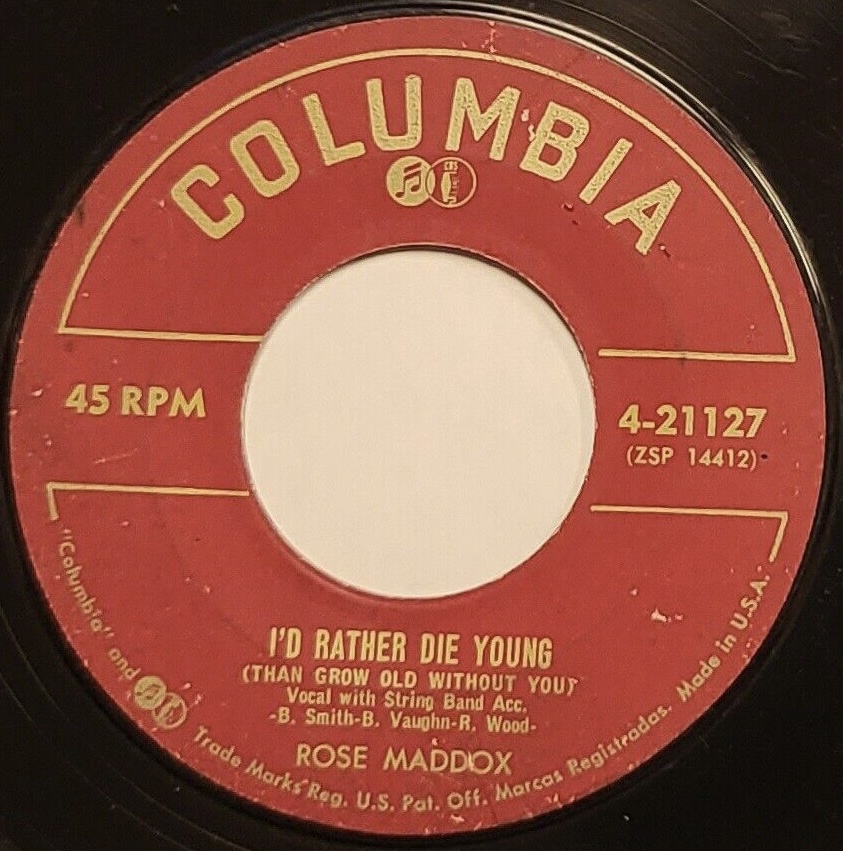 COLUMBIA
CBS
45 RPM
4-21127
(ZSP 14412)
I'D RATHER DIE YOUNG
(THAN GROW OLD WITHOUT YOU)
Vocal with String Band Acc.
-B. Smith-B. Vaughn-R. Wood-
ROSE MADDOX
"Columbia" and Trade Marks Reg. U.S. Pat. Off. Marcas Registradas. Made in U.S.A.